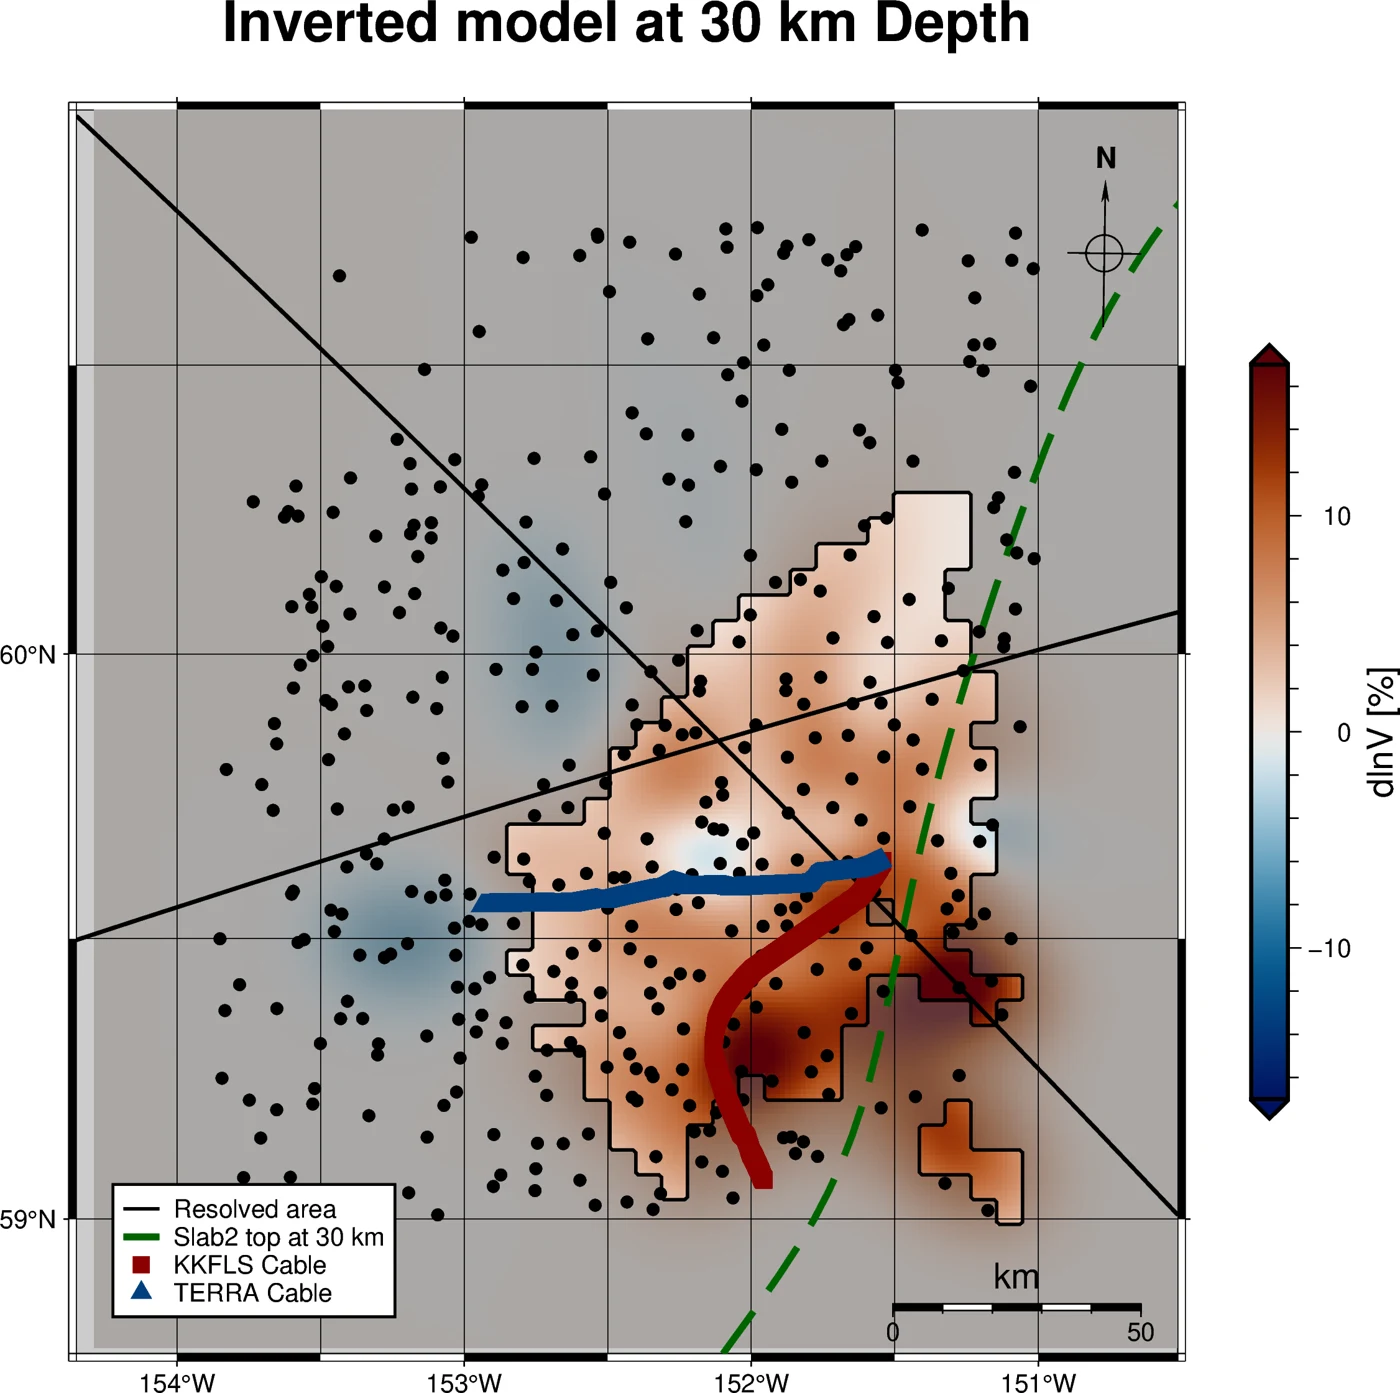 Inverted model at 30 km Depth
N
10
0
−10
dlnV [%]
60°N
59°N
Resolved area
Slab2 top at 30 km
KKFLS Cable
TERRA Cable
km
0 50
154°W 153°W 152°W 151°W